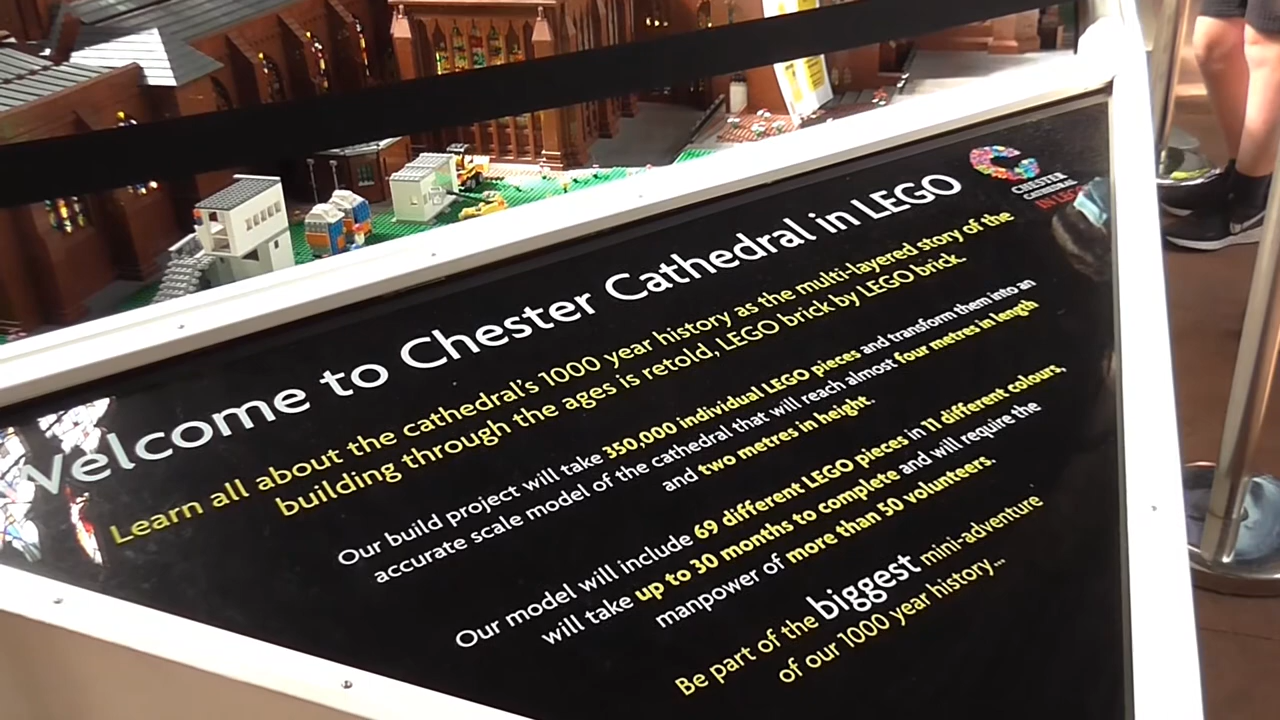 Welcome to Chester Cathedral in LEGO
CHESTER
CATHEDRAL
IN LEGO
Learn all about the cathedral's 1000 year history as the multi-layered story of the
building through the ages is retold, LEGO brick by LEGO brick.
Our build project will take 350,000 individual LEGO pieces and transform them into an
accurate scale model of the cathedral that will reach almost four metres in length
and two metres in height.
Our model will include 69 different LEGO pieces in 11 different colours,
will take up to 30 months to complete and will require the
manpower of more than 50 volunteers.
Be part of the biggest mini-adventure
of our 1000 year history...